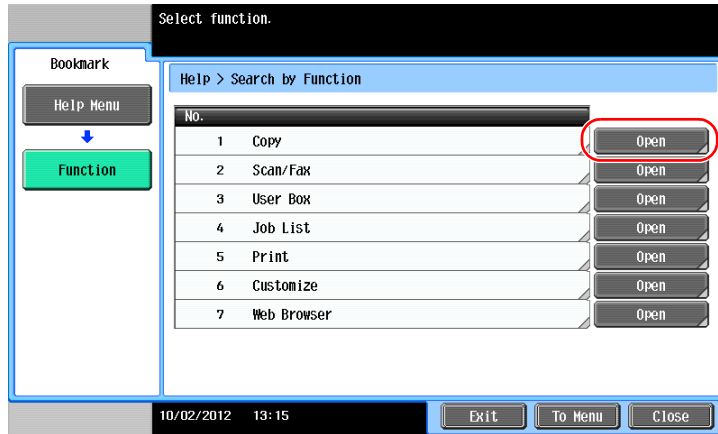 Select function.
Bookmark
Help Menu
Function
Help > Search by Function
No.
1 Copy Open
2 Scan/Fax Open
3 User Box Open
4 Job List Open
5 Print Open
6 Customize Open
7 Web Browser Open
10/02/2012 13:15 Exit To Menu Close